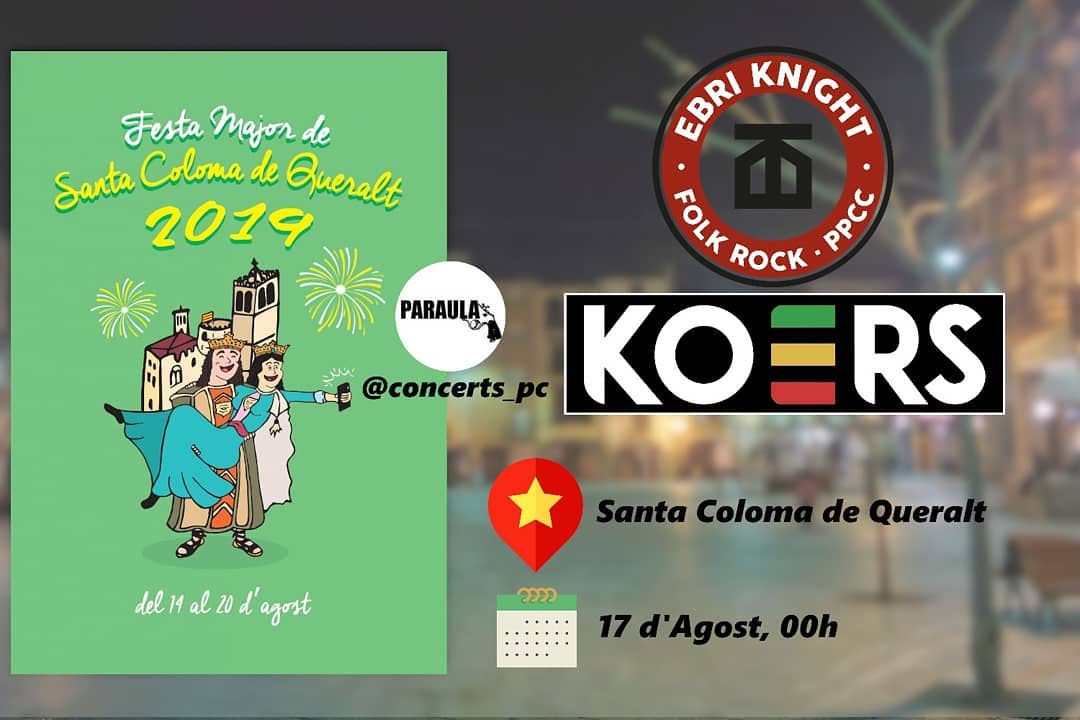 Festa Major de
Santa Coloma de Queralt
2019
del 14 al 20 d'agost
PARAULA
@concerts_pc
EBRI KNIGHT
FOLK ROCK · PPCC
KOERS
Santa Coloma de Queralt
17 d'Agost, 00h